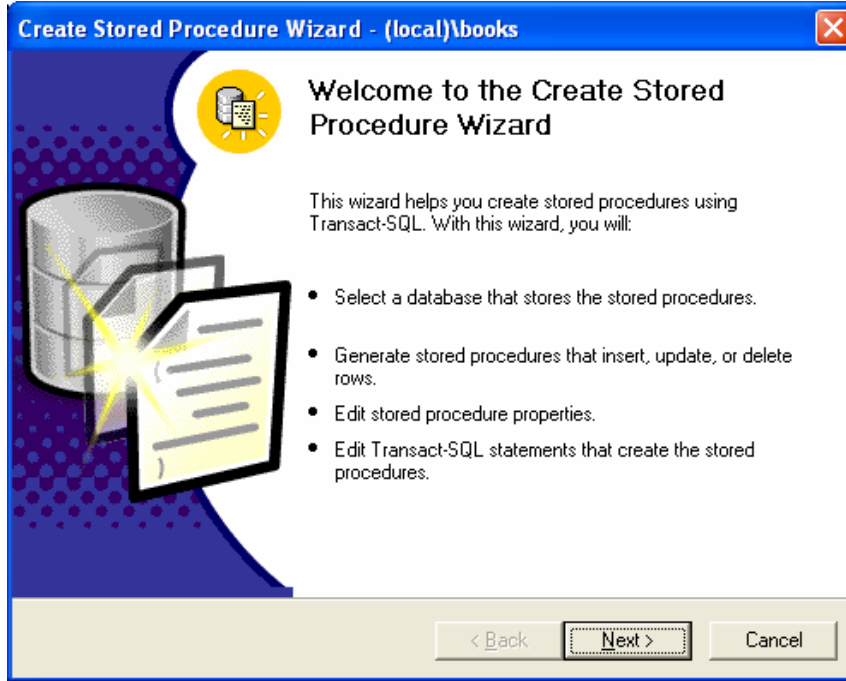 Create Stored Procedure Wizard - (local)\books
Welcome to the Create Stored
Procedure Wizard
This wizard helps you create stored procedures using
Transact-SQL. With this wizard, you will:
• Select a database that stores the stored procedures.
• Generate stored procedures that insert, update, or delete
rows.
• Edit stored procedure properties.
• Edit Transact-SQL statements that create the stored
procedures.
< Back
Next >
Cancel